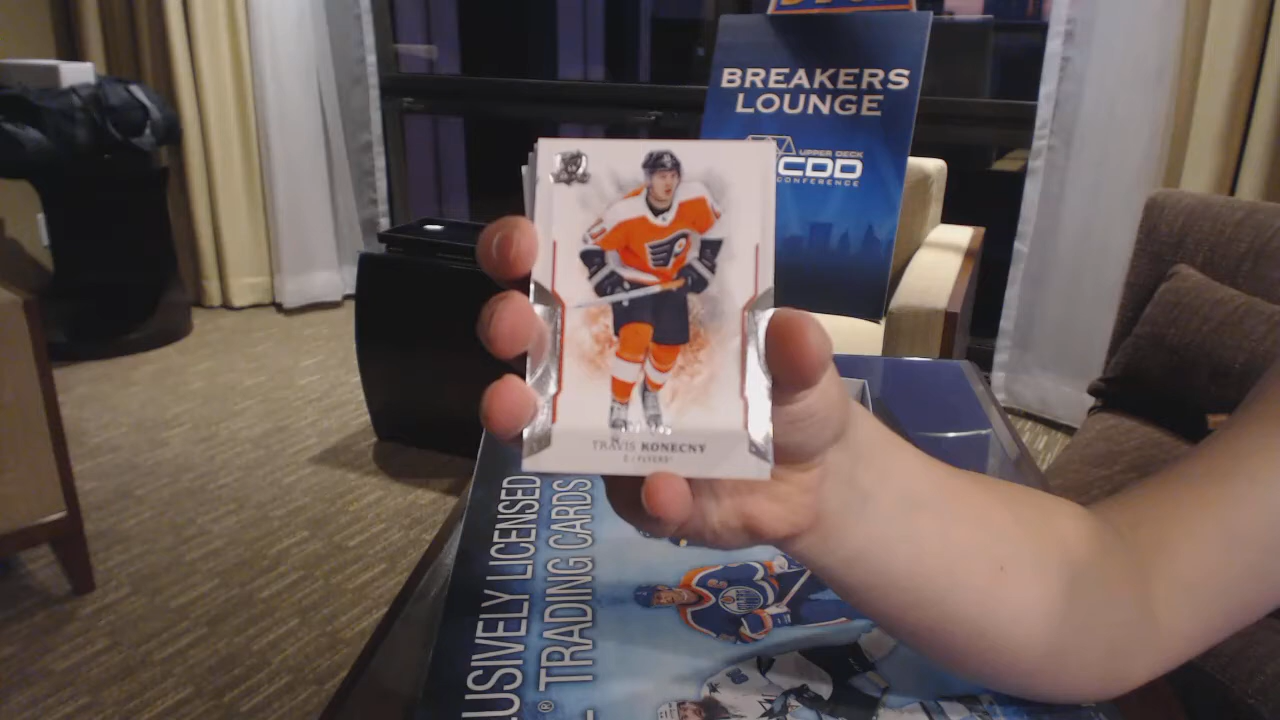 BREAKERS
LOUNGE
UPPER DECK
CDD
CONFERENCE
TRAVIS KONECNY
USIVELY LICENSED
® TRADING CARDS